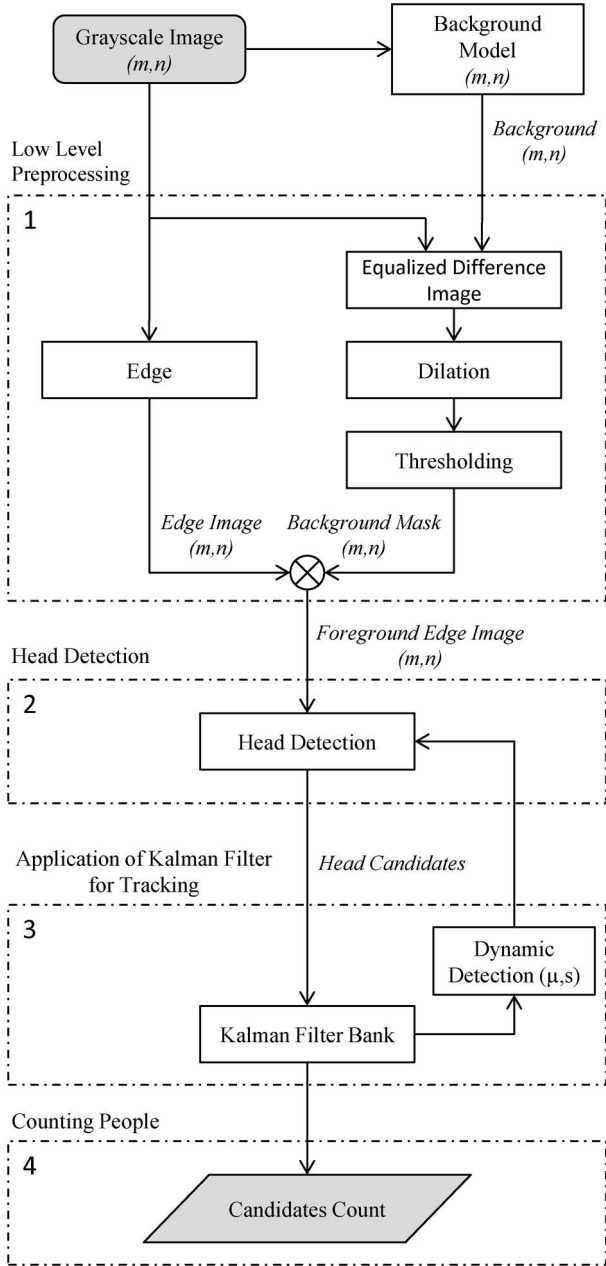 Grayscale Image
(m,n)
Background
Model
(m,n)
Background
(m,n)
Low Level
Preprocessing
1
Equalized Difference
Image
Edge
Dilation
Thresholding
Edge Image
(m,n)
Background Mask
(m,n)
Foreground Edge Image
(m,n)
Head Detection
2
Head Detection
Application of Kalman Filter
for Tracking
Head Candidates
3
Dynamic
Detection (µ,s)
Kalman Filter Bank
Counting People
4
Candidates Count